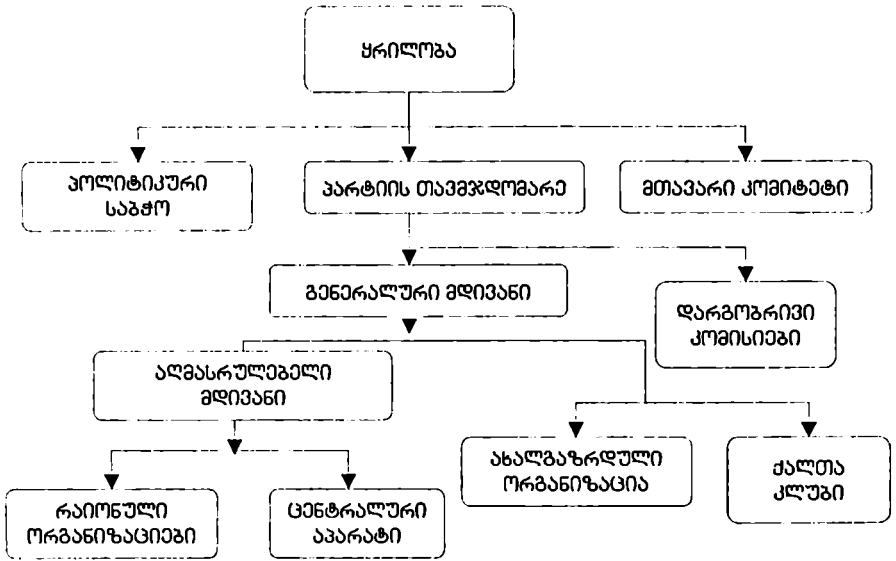 ყრილობა
პოლიტიკური
საბჭო
პარტიის თავმჯდომარე
მთავარი კომიტეტი
გენერალური მდივანი
დარგობრივი
კომისიები
აღმასრულებელი
მდივანი
ახალგაზრდული
ორგანიზაცია
ქალთა
კლუბი
რაიონული
ორგანიზაციები
ცენტრალური
აპარატი